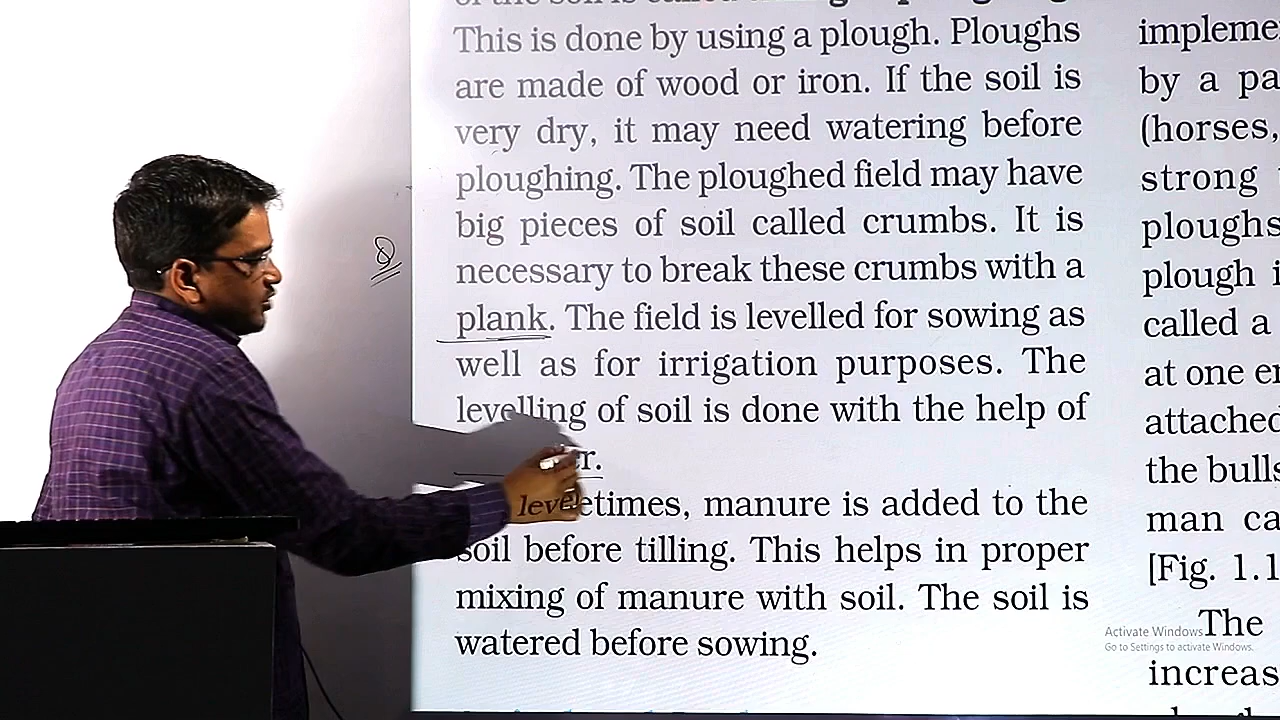 This is done by using a plough. Ploughs
are made of wood or iron. If the soil is
very dry, it may need watering before
ploughing. The ploughed field may have
big pieces of soil called crumbs. It is
necessary to break these crumbs with a
plank. The field is levelled for sowing as
well as for irrigation purposes. The
levelling of soil is done with the help of
etimes, manure is added to the
soil before tilling. This helps in proper
mixing of manure with soil. The soil is
watered before sowing.
Q
impleme
by a pa
(horses,
strong
ploughs
plough i
called a
at one e
attached
the bulls
man ca
[Fig. 1.1
The
increas
Activate Windows
Go to Settings to activate Windows.